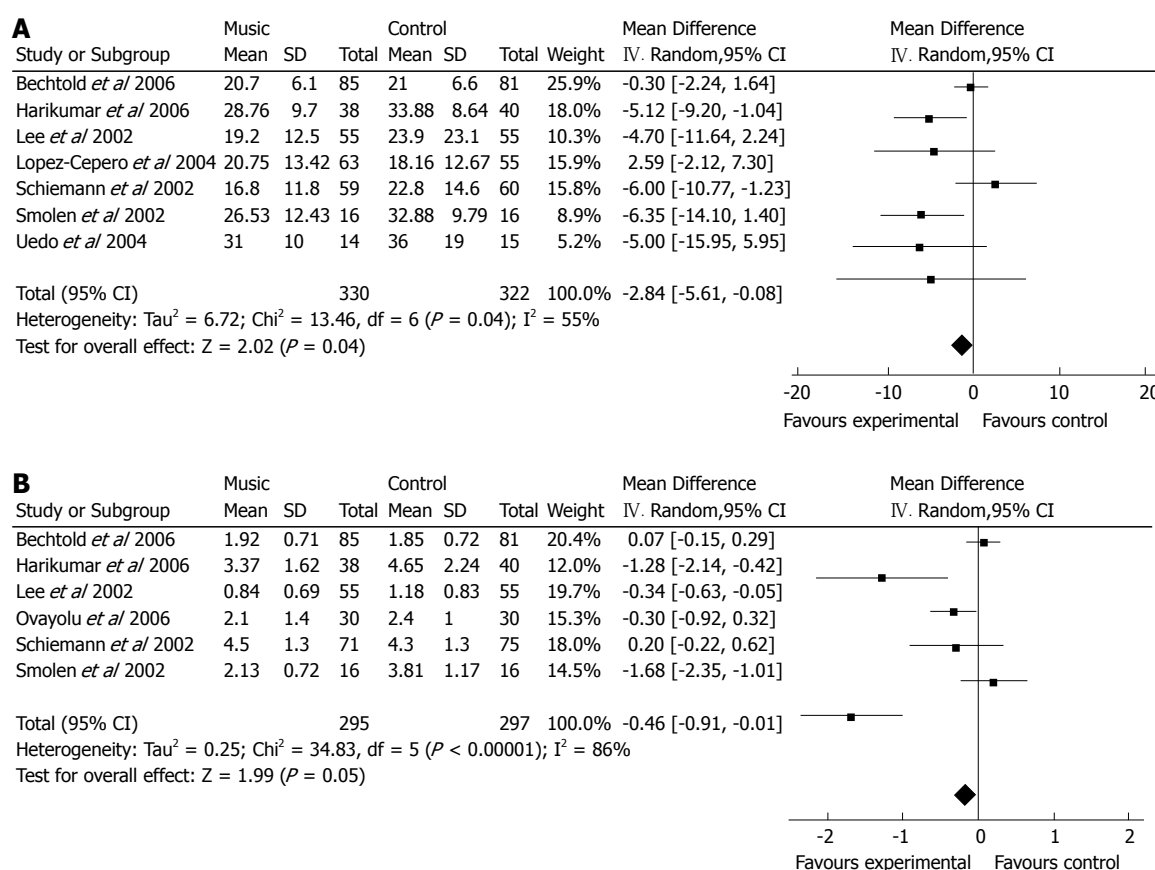 A
Music Control Mean Difference Mean Difference
Study or Subgroup Mean SD Total Mean SD Total Weight IV. Random,95% CI IV. Random,95% CI
Bechtold et al 2006 20.7 6.1 85 21 6.6 81 25.9% -0.30 [-2.24, 1.64]
Harikumar et al 2006 28.76 9.7 38 33.88 8.64 40 18.0% -5.12 [-9.20, -1.04]
Lee et al 2002 19.2 12.5 55 23.9 23.1 55 10.3% -4.70 [-11.64, 2.24]
Lopez-Cepero et al 2004 20.75 13.42 63 18.16 12.67 55 15.9% 2.59 [-2.12, 7.30]
Schiemann et al 2002 16.8 11.8 59 22.8 14.6 60 15.8% -6.00 [-10.77, -1.23]
Smolen et al 2002 26.53 12.43 16 32.88 9.79 16 8.9% -6.35 [-14.10, 1.40]
Uedo et al 2004 31 10 14 36 19 15 5.2% -5.00 [-15.95, 5.95]
Total (95% CI) 330 322 100.0% -2.84 [-5.61, -0.08]
Heterogeneity: Tau² = 6.72; Chi² = 13.46, df = 6 (P = 0.04); I² = 55%
Test for overall effect: Z = 2.02 (P = 0.04)
-20 -10 0 10 20
Favours experimental Favours control
B
Music Control Mean Difference Mean Difference
Study or Subgroup Mean SD Total Mean SD Total Weight IV. Random,95% CI IV. Random,95% CI
Bechtold et al 2006 1.92 0.71 85 1.85 0.72 81 20.4% 0.07 [-0.15, 0.29]
Harikumar et al 2006 3.37 1.62 38 4.65 2.24 40 12.0% -1.28 [-2.14, -0.42]
Lee et al 2002 0.84 0.69 55 1.18 0.83 55 19.7% -0.34 [-0.63, -0.05]
Ovayolu et al 2006 2.1 1.4 30 2.4 1 30 15.3% -0.30 [-0.92, 0.32]
Schiemann et al 2002 4.5 1.3 71 4.3 1.3 75 18.0% 0.20 [-0.22, 0.62]
Smolen et al 2002 2.13 0.72 16 3.81 1.17 16 14.5% -1.68 [-2.35, -1.01]
Total (95% CI) 295 297 100.0% -0.46 [-0.91, -0.01]
Heterogeneity: Tau² = 0.25; Chi² = 34.83, df = 5 (P < 0.00001); I² = 86%
Test for overall effect: Z = 1.99 (P = 0.05)
-2 -1 0 1 2
Favours experimental Favours control